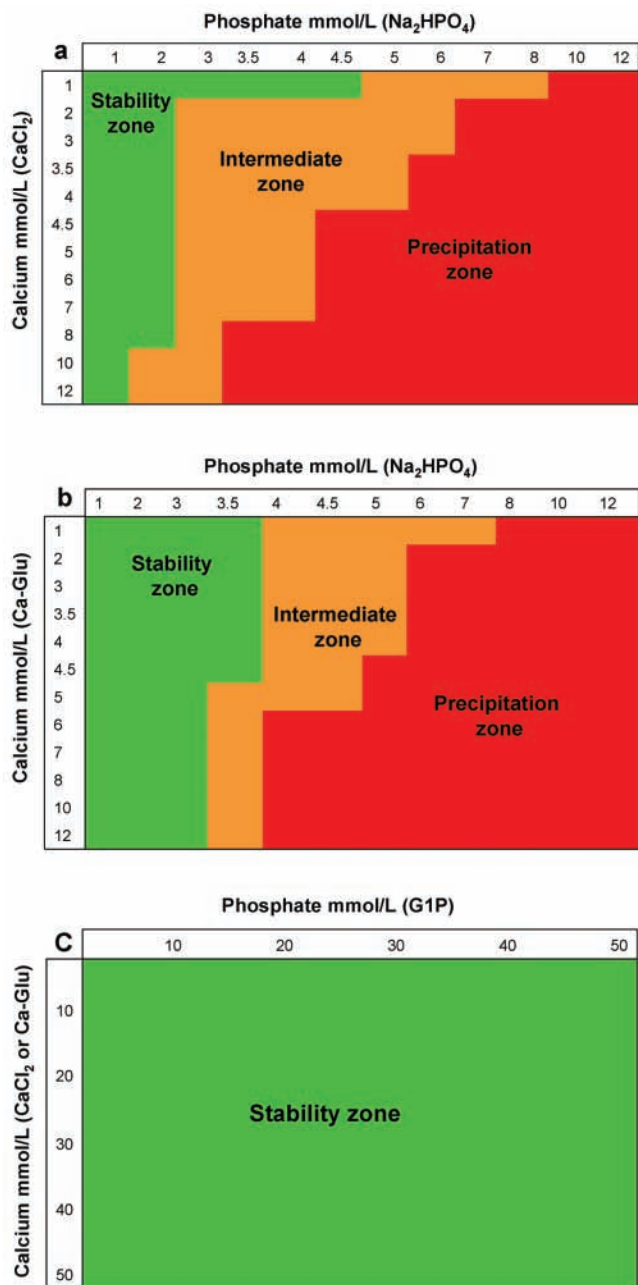 Phosphate mmol/L (Na₂HPO₄)
a
1 2 3 3.5 4 4.5 5 6 7 8 10 12
Calcium mmol/L (CaCl₂)
1
2
3
3.5
4
4.5
5
6
7
8
10
12
Stability
zone
Intermediate
zone
Precipitation
zone
Phosphate mmol/L (Na₂HPO₄)
b
1 2 3 3.5 4 4.5 5 6 7 8 10 12
Calcium mmol/L (Ca-Glu)
1
2
3
3.5
4
4.5
5
6
7
8
10
12
Stability
zone
Intermediate
zone
Precipitation
zone
Phosphate mmol/L (G1P)
C
10 20 30 40 50
Calcium mmol/L (CaCl₂ or Ca-Glu)
10
20
30
40
50
Stability zone